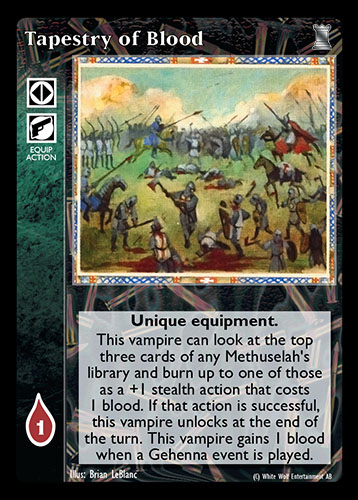 Tapestry of Blood
EQUIP
ACTION
Unique equipment.
This vampire can look at the top
three cards of any Methuselah's
library and burn up to one of those
as a +1 stealth action that costs
1 blood. If that action is successful,
this vampire unlocks at the end of
the turn. This vampire gains 1 blood
when a Gehenna event is played.
1
Illus: Brian LeBlanc
(C) White Wolf Entertainment AB